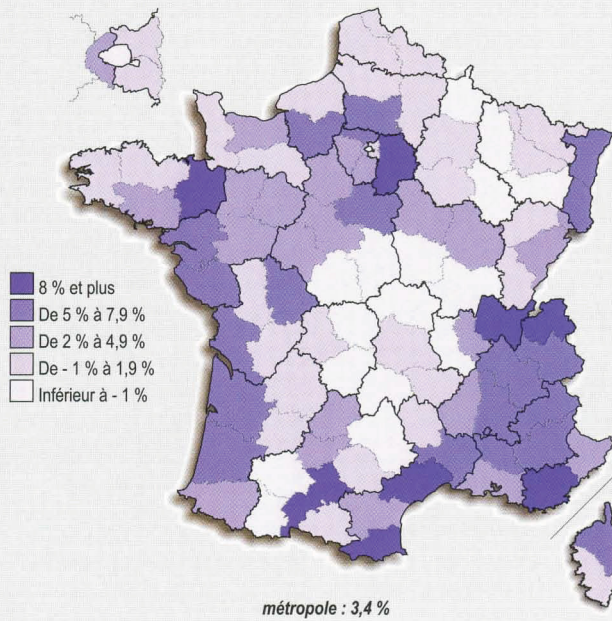 8 % et plus
De 5 % à 7,9 %
De 2 % à 4,9 %
De - 1 % à 1,9 %
Inférieur à - 1 %
métropole : 3,4 %